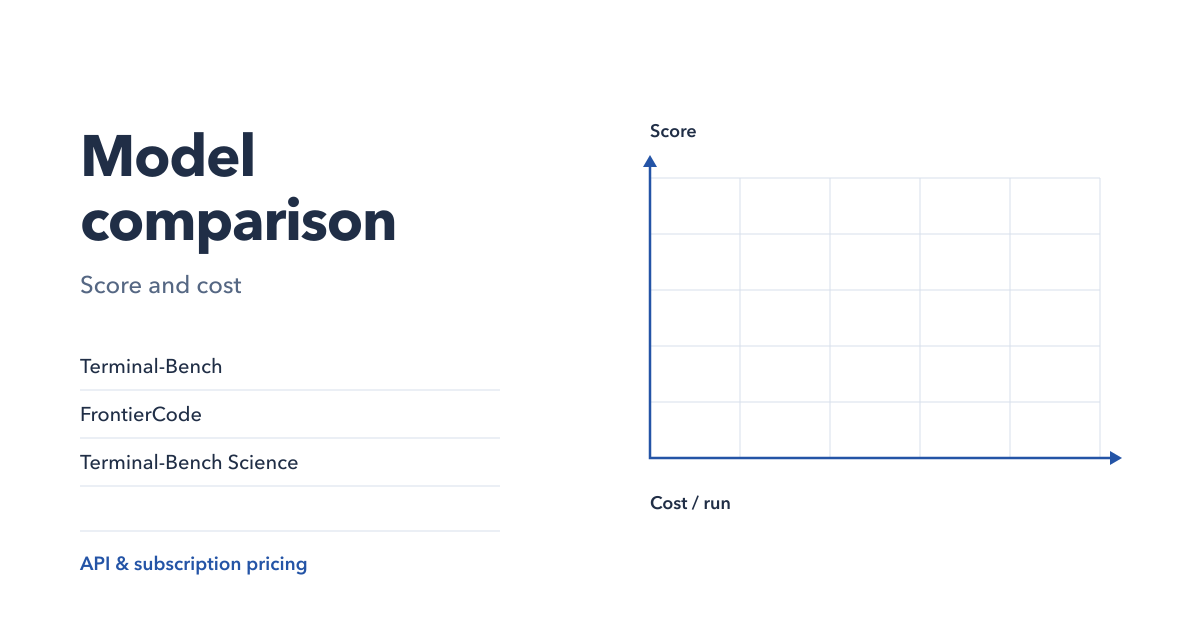 Model
comparison
Score and cost
Terminal-Bench
FrontierCode
Terminal-Bench Science
API & subscription pricing
Score
Cost / run